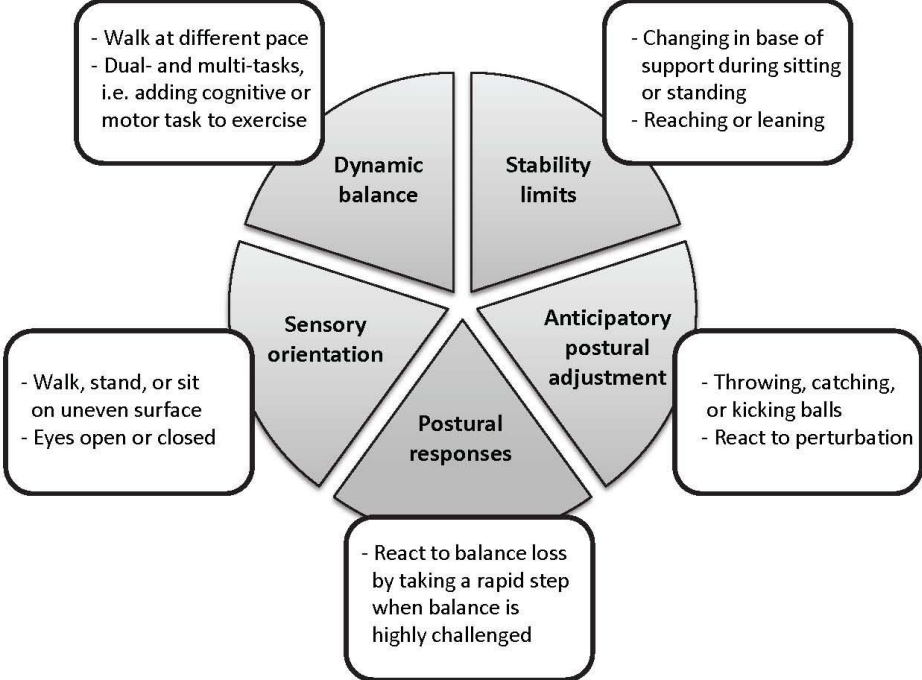 - Walk at different pace
- Dual- and multi-tasks,
i.e. adding cognitive or
motor task to exercise
- Changing in base of
support during sitting
or standing
- Reaching or leaning
Dynamic
balance
Stability
limits
Sensory
orientation
Anticipatory
postural
adjustment
- Walk, stand, or sit
on uneven surface
- Eyes open or closed
- Throwing, catching,
or kicking balls
- React to perturbation
Postural
responses
- React to balance loss
by taking a rapid step
when balance is
highly challenged